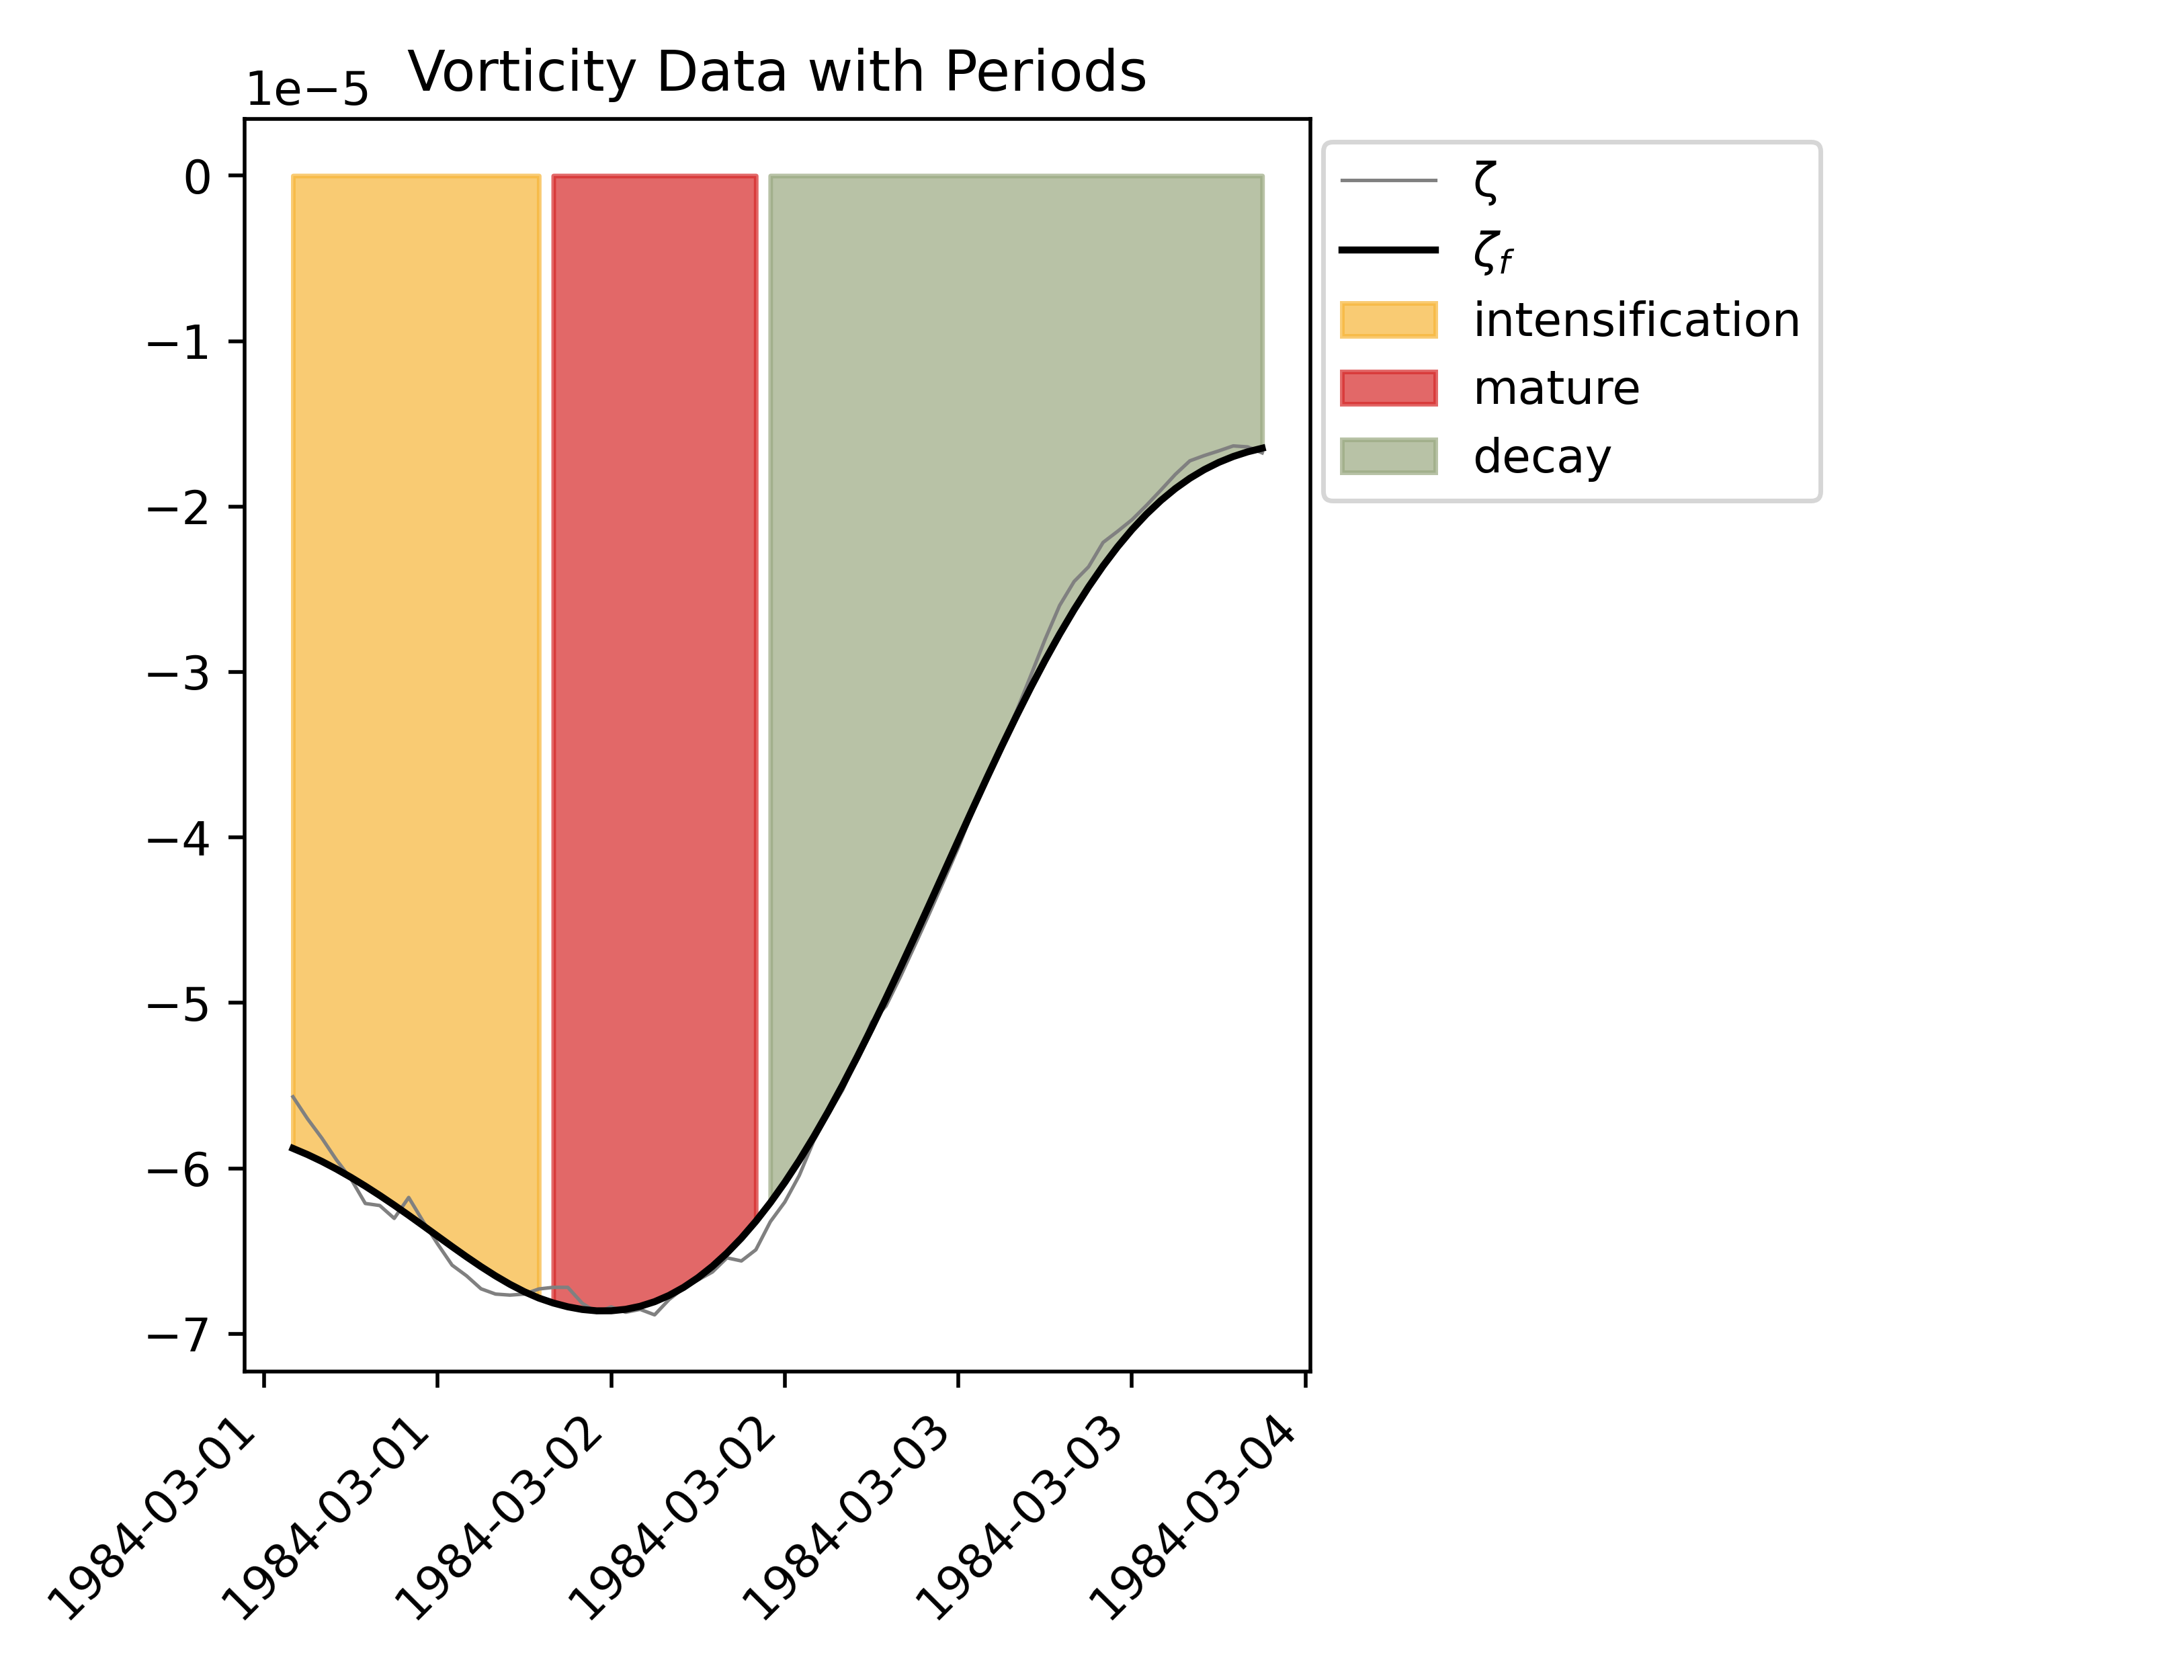 Vorticity Data with Periods
1e−5
0
−1
−2
−3
−4
−5
−6
−7
1984-03-01
1984-03-01
1984-03-02
1984-03-02
1984-03-03
1984-03-03
1984-03-04
ζ
ζf
intensification
mature
decay